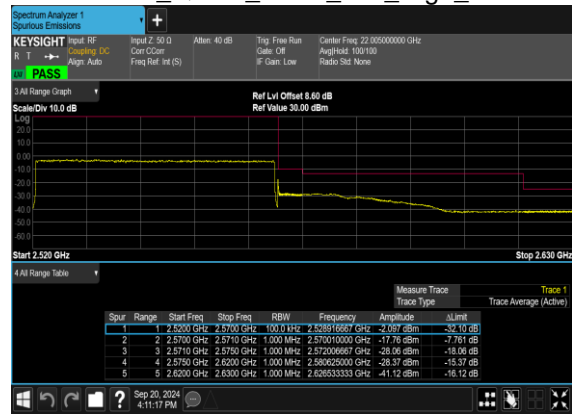 Spectrum Analyzer 1
Spurious Emissions
+
KEYSIGHT Input: RF Input Z: 50 Ω Atten: 40 dB Trig: Free Run Center Freq: 22.005000000 GHz
R T Coupling: DC Corr CCorr Gate: Off Avg|Hold: 100/100
Align: Auto Freq Ref: Int (S) IF Gain: Low Radio Std: None
PASS
3 All Range Graph Ref Lvl Offset 8.60 dB
Scale/Div 10.0 dB Ref Value 30.00 dBm
Log
20.0
10.0
0.00
-10.0
-20.0
-30.0
-40.0
-50.0
-60.0
Start 2.520 GHz Stop 2.630 GHz
4 All Range Table
Measure Trace Trace 1
Trace Type Trace Average (Active)
Spur Range Start Freq Stop Freq RBW Frequency Amplitude ΔLimit
1 1 2.5200 GHz 2.5700 GHz 100.0 kHz 2.528916667 GHz -2.097 dBm -32.10 dB
2 2 2.5700 GHz 2.5710 GHz 1.000 MHz 2.570010000 GHz -17.76 dBm -7.761 dB
3 3 2.5710 GHz 2.5750 GHz 1.000 MHz 2.572006667 GHz -28.06 dBm -18.06 dB
4 4 2.5750 GHz 2.6200 GHz 1.000 MHz 2.580625000 GHz -28.37 dBm -15.37 dB
5 5 2.6200 GHz 2.6300 GHz 1.000 MHz 2.626533333 GHz -41.12 dBm -16.12 dB
? Sep 20, 2024
4:11:17 PM